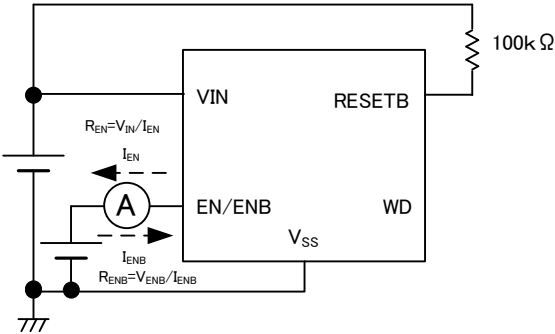 100kΩ
VIN
RESETB
R_EN=V_IN/I_EN
I_EN
A
EN/ENB
WD
V_SS
I_ENB
R_ENB=V_ENB/I_ENB